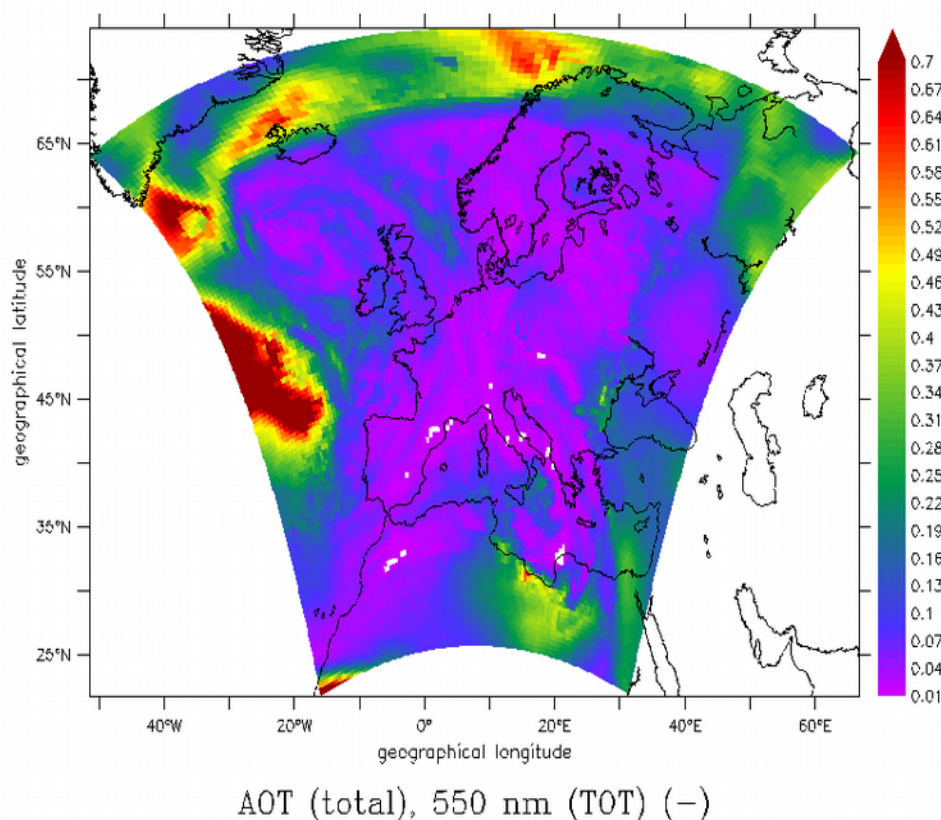 0.7
0.67
0.64
0.61
0.58
0.55
0.52
0.49
0.46
0.43
0.4
0.37
0.34
0.31
0.28
0.25
0.22
0.19
0.16
0.13
0.1
0.07
0.04
0.01
65°N
55°N
45°N
35°N
25°N
geographical latitude
40°W 20°W 0° 20°E 40°E 60°E
geographical longitude
AOT (total), 550 nm (TOT) (-)